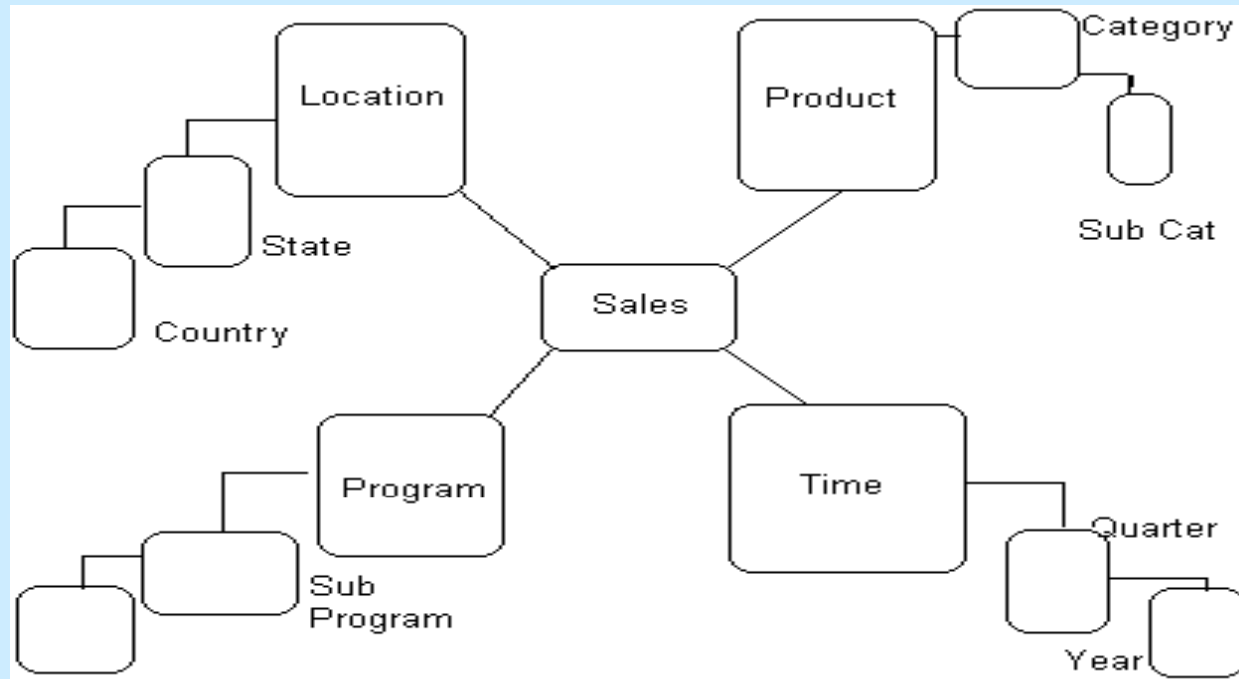 Category
Location
Product
Sub Cat
State
Sales
Country
Program
Time
Quarter
Sub
Program
Year